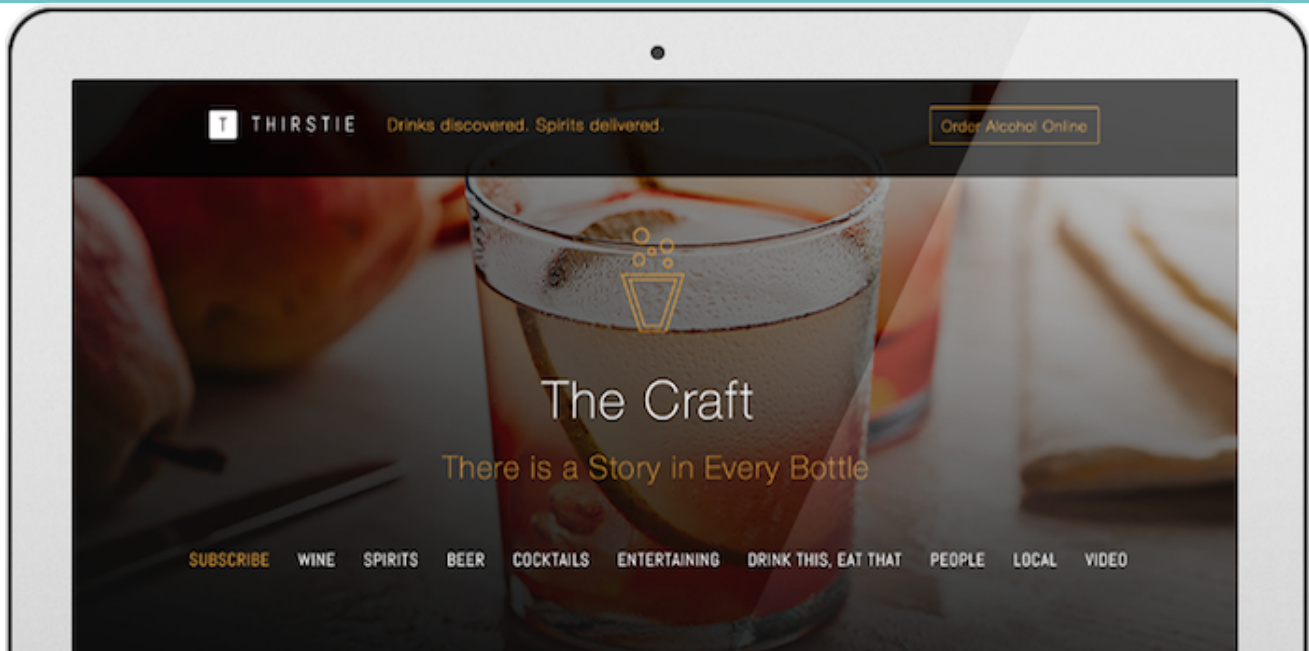 T THIRSTIE Drinks discovered. Spirits delivered. Order Alcohol Online
The Craft
There is a Story in Every Bottle
SUBSCRIBE WINE SPIRITS BEER COCKTAILS ENTERTAINING DRINK THIS, EAT THAT PEOPLE LOCAL VIDEO